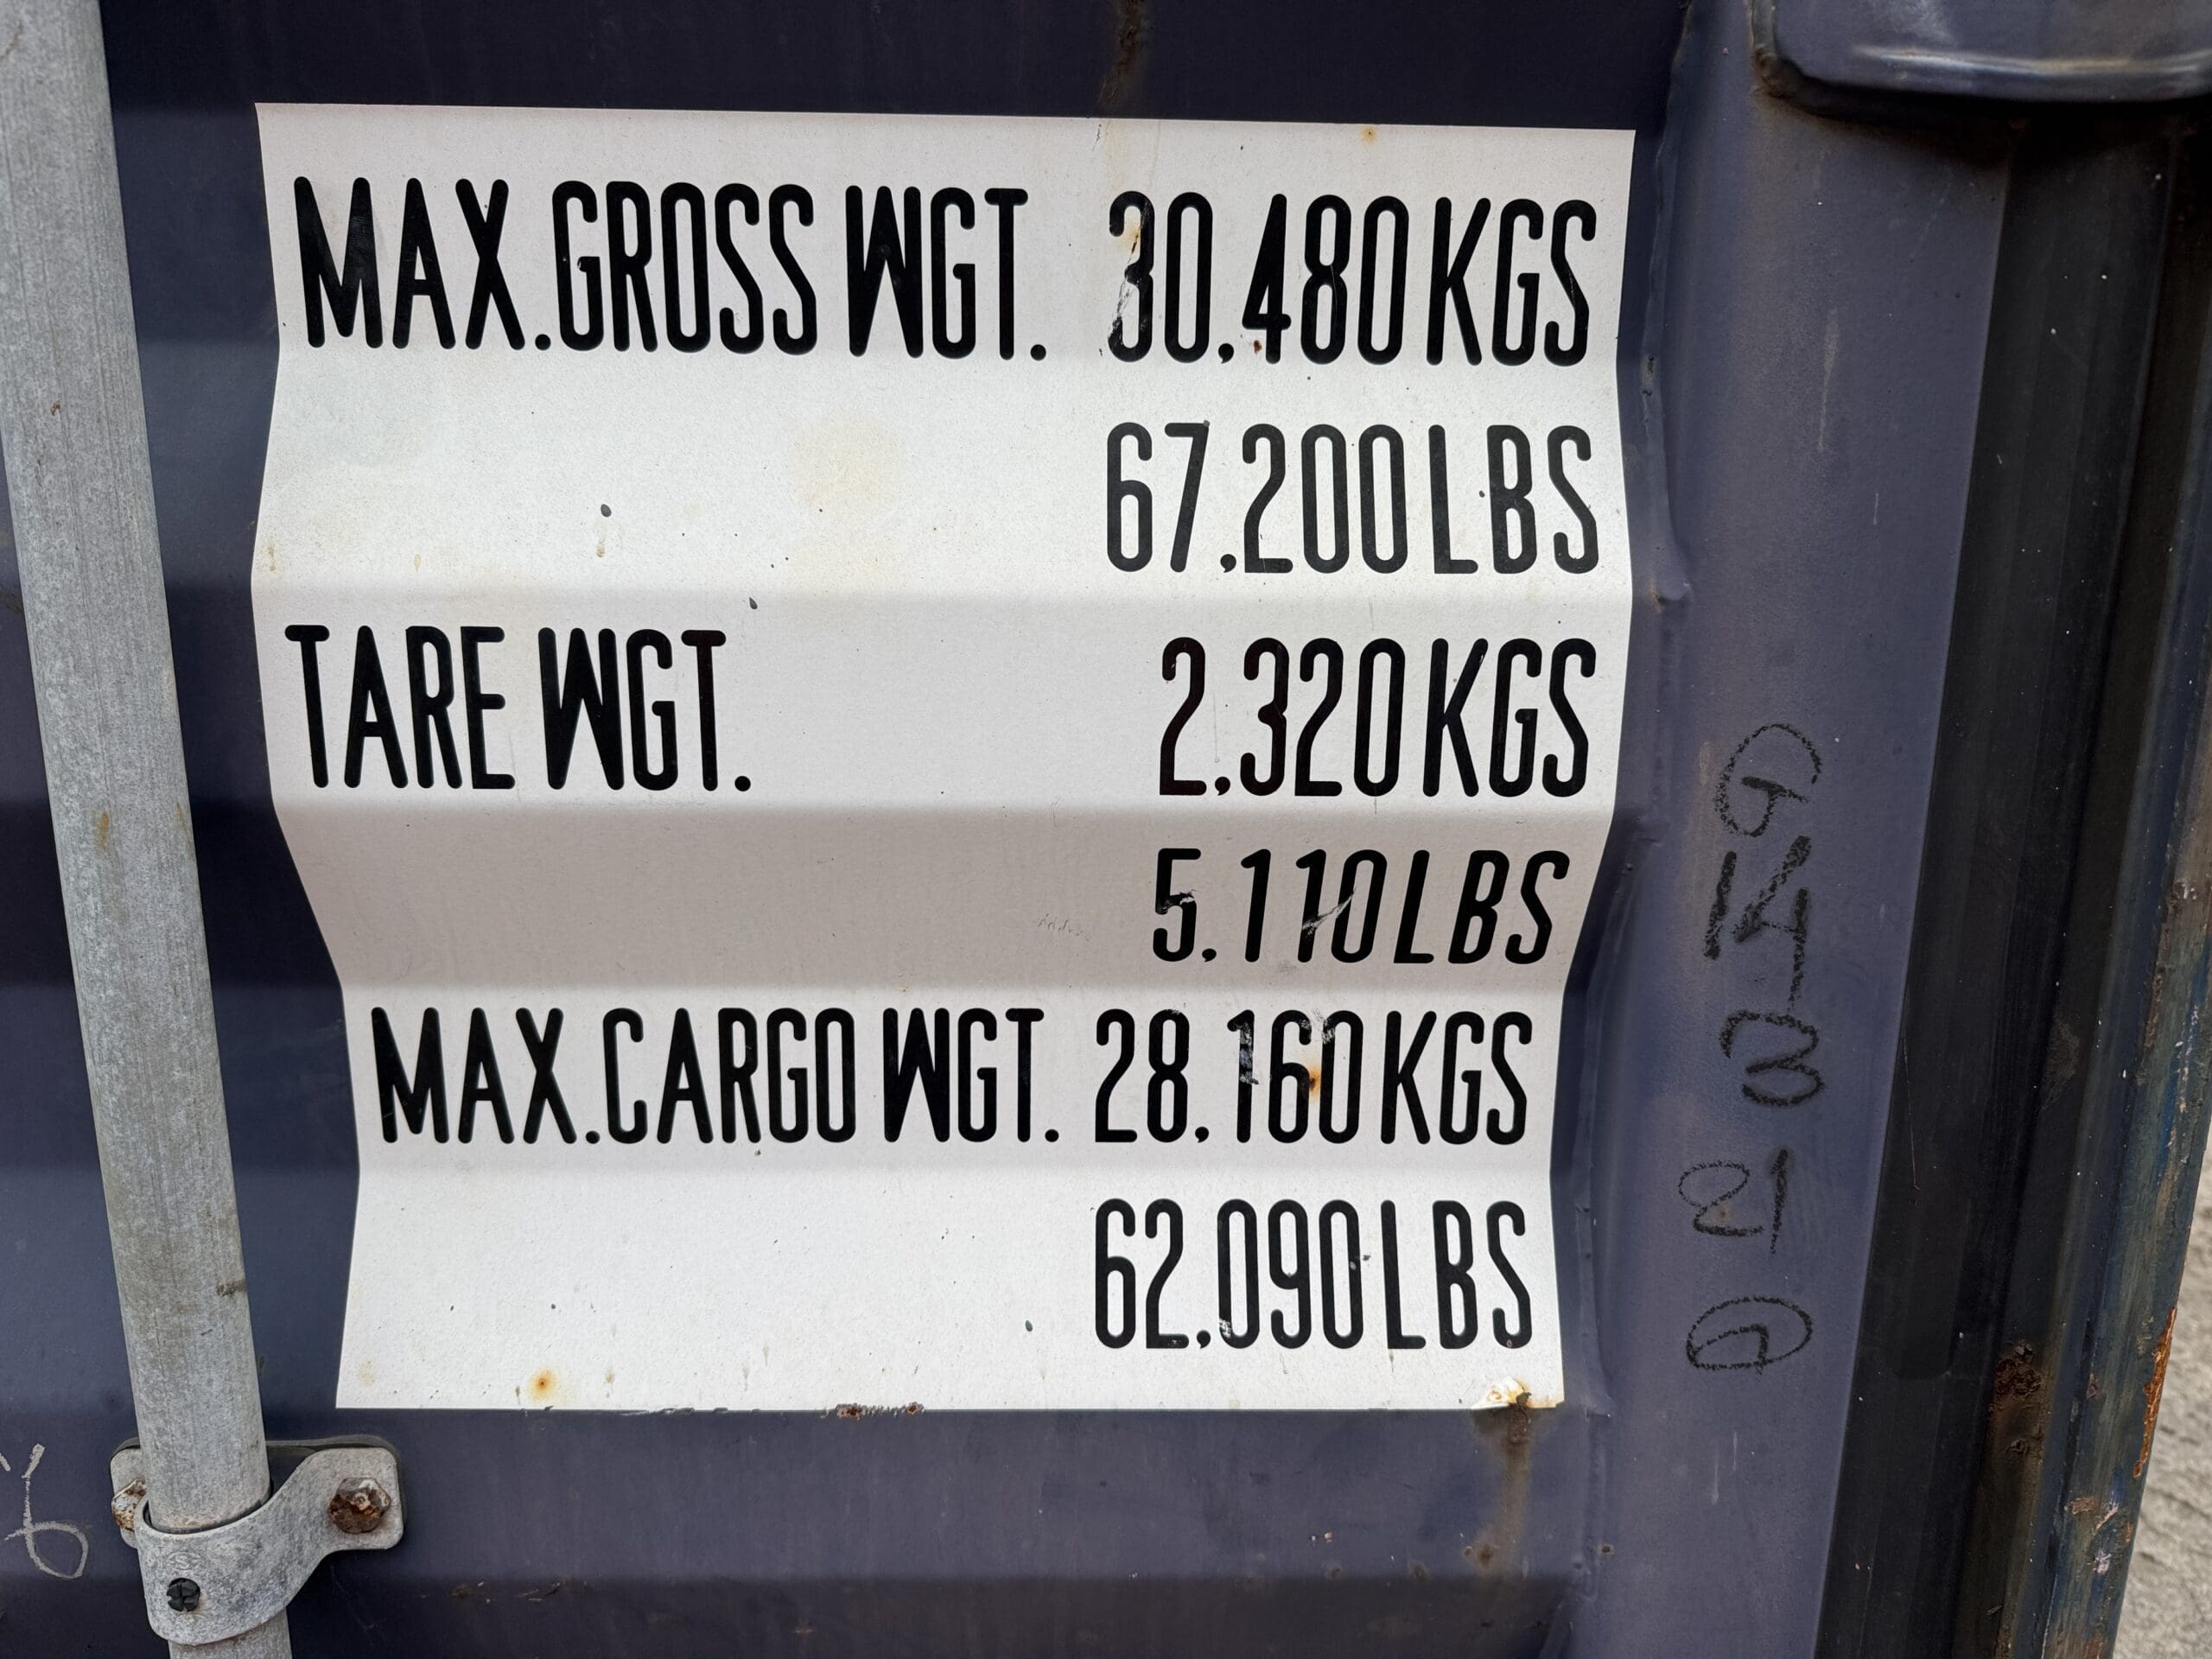 MAX.GROSS WGT. 30,480 KGS
67,200 LBS
TARE WGT. 2,320 KGS
5,110 LBS
MAX.CARGO WGT. 28,160 KGS
62,090 LBS